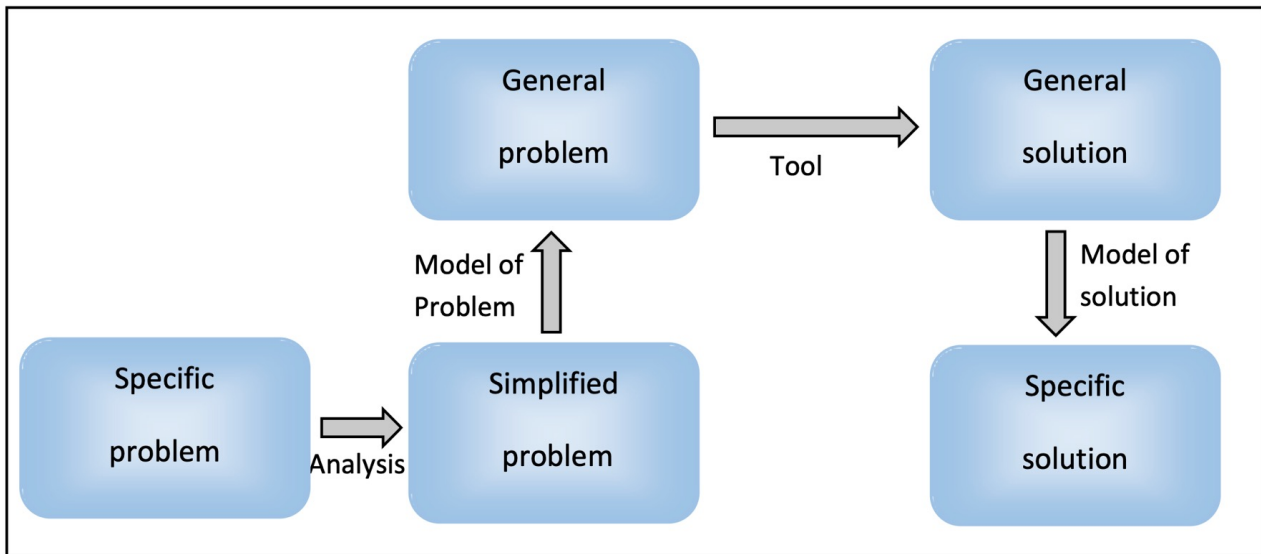 General
problem
Tool
General
solution
Model of
Problem
Model of
solution
Specific
problem
Analysis
Simplified
problem
Specific
solution